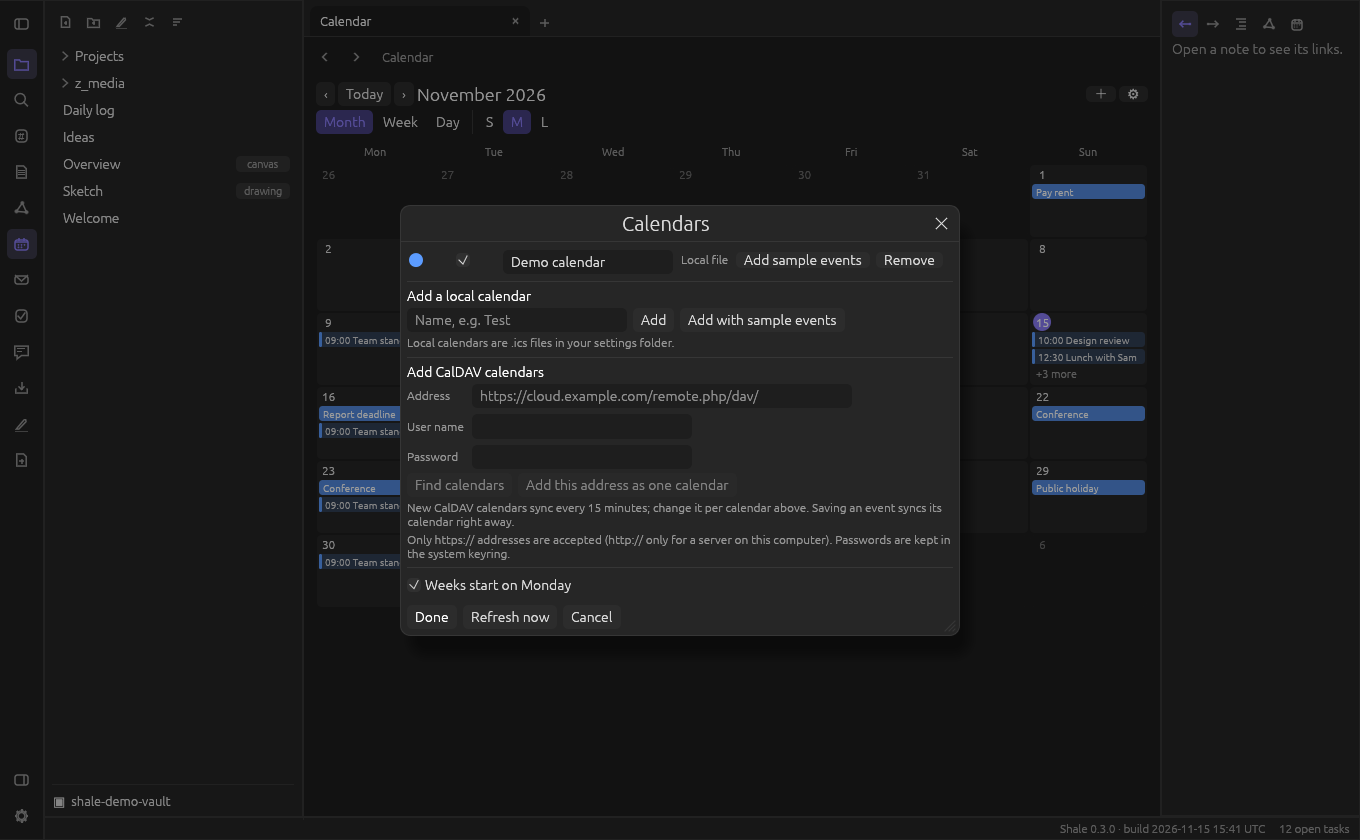 Calendar
Projects
z_media
Daily log
Ideas
Overview
canvas
Sketch
drawing
Welcome
shale-demo-vault
Calendar
Today
November 2026
Month
Week
Day
S
M
L
Mon
Tue
Wed
Thu
Fri
Sat
Sun
26
27
28
29
30
31
1
Pay rent
2
8
9
09:00 Team stan
15
10:00 Design review
12:30 Lunch with Sam
+3 more
16
Report deadline
09:00 Team stan
22
Conference
23
Conference
09:00 Team stan
29
Public holiday
30
09:00 Team stan
6
Calendars
Demo calendar
Local file
Add sample events
Remove
Add a local calendar
Name, e.g. Test
Add
Add with sample events
Local calendars are .ics files in your settings folder.
Add CalDAV calendars
Address
https://cloud.example.com/remote.php/dav/
User name
Password
Find calendars
Add this address as one calendar
New CalDAV calendars sync every 15 minutes; change it per calendar above. Saving an event syncs its
calendar right away.
Only https:// addresses are accepted (http:// only for a server on this computer). Passwords are kept in
the system keyring.
Weeks start on Monday
Done
Refresh now
Cancel
Open a note to see its links.
Shale 0.3.0 · build 2026-11-15 15:41 UTC
12 open tasks